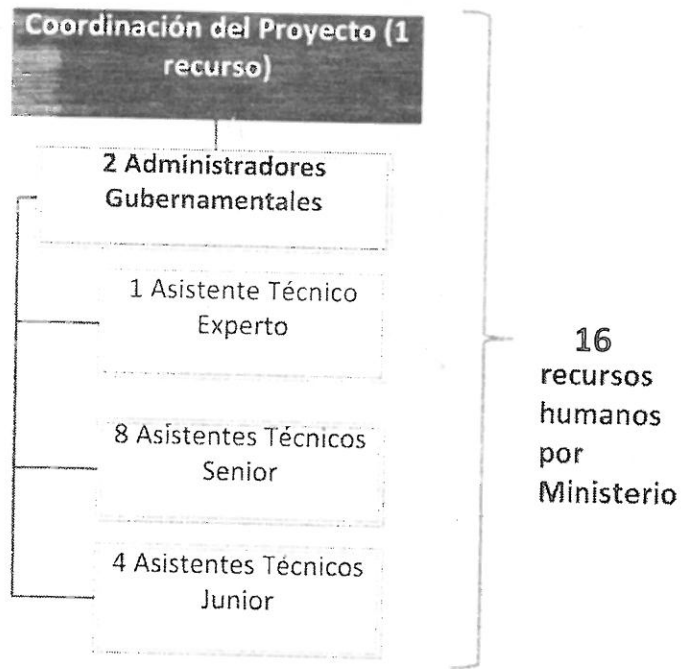 Coordinación del Proyecto (1
recurso)
2 Administradores
Gubernamentales
1 Asistente Técnico
Experto
8 Asistentes Técnicos
Senior
4 Asistentes Técnicos
Junior
16
recursos
humanos
por
Ministerio